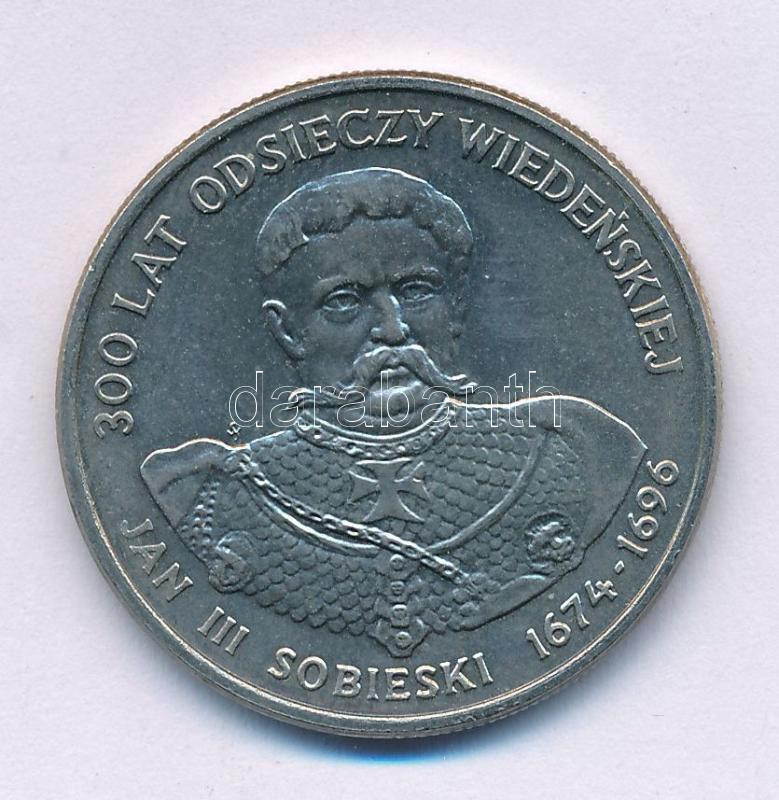 300 LAT ODSIECZY WIEDEŃSKIEJ
JAN III SOBIESKI 1674-1696
darabanth